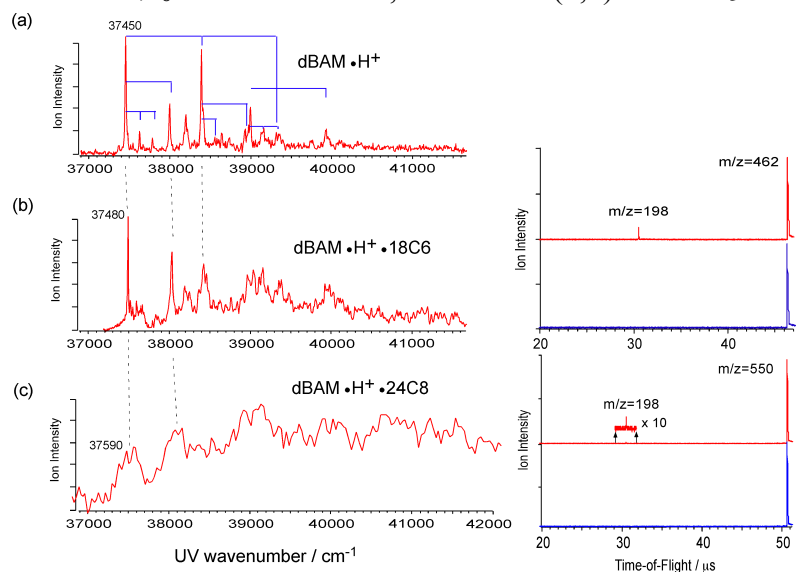 (a)
37450
dBAM •H⁺
Ion Intensity
37000 38000 39000 40000 41000
(b)
37480
dBAM •H⁺ •18C6
Ion Intensity
37000 38000 39000 40000 41000
m/z=462
m/z=198
Ion Intensity
20 30 40
(c)
dBAM •H⁺ •24C8
37590
Ion Intensity
37000 38000 39000 40000 41000 42000
UV wavenumber / cm⁻¹
m/z=550
m/z=198
x 10
Ion Intensity
20 30 40 50
Time-of-Flight / μs